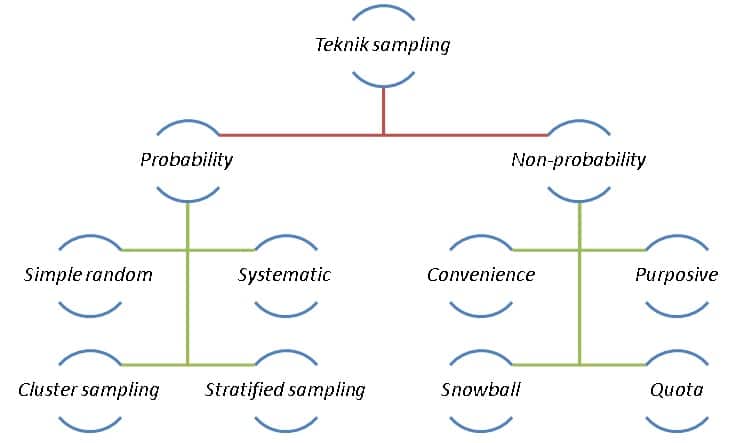 Teknik sampling
Probability
Non-probability
Simple random
Systematic
Convenience
Purposive
Cluster sampling
Stratified sampling
Snowball
Quota